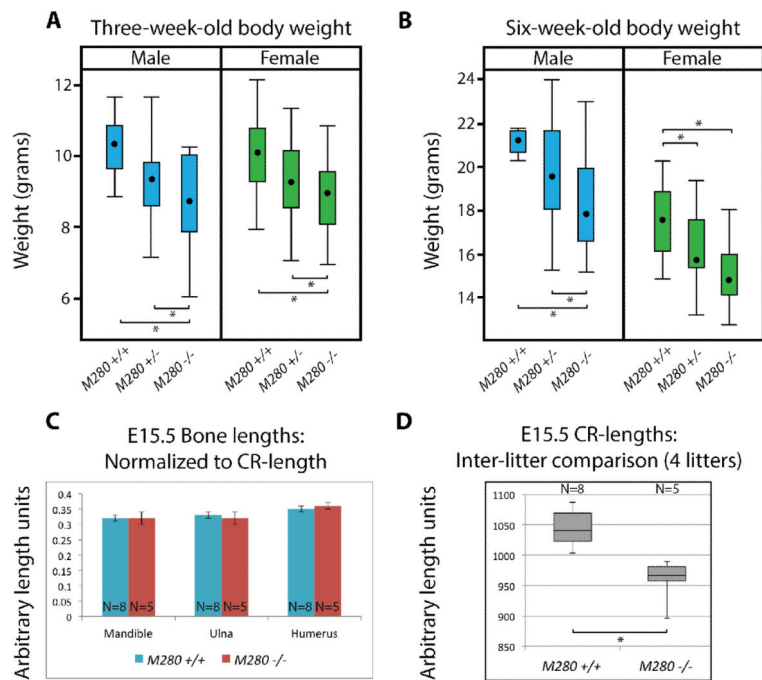 A Three-week-old body weight
Male Female
Weight (grams)
12
10
8
6
* * * *
M280 +/+ M280 +/- M280 -/- M280 +/+ M280 +/- M280 -/-
B Six-week-old body weight
Male Female
Weight (grams)
24
22
20
18
16
14
* * * *
M280 +/+ M280 +/- M280 -/- M280 +/+ M280 +/- M280 -/-
C E15.5 Bone lengths:
Normalized to CR-length
Arbitrary length units
0.4
0.35
0.3
0.25
0.2
0.15
0.1
0.05
0
N=8 N=5 N=8 N=5 N=8 N=5
Mandible Ulna Humerus
M280 +/+ M280 -/-
D E15.5 CR-lengths:
Inter-litter comparison (4 litters)
Arbitrary length units
N=8 N=5
1100
1050
1000
950
900
850
*
M280 +/+ M280 -/-